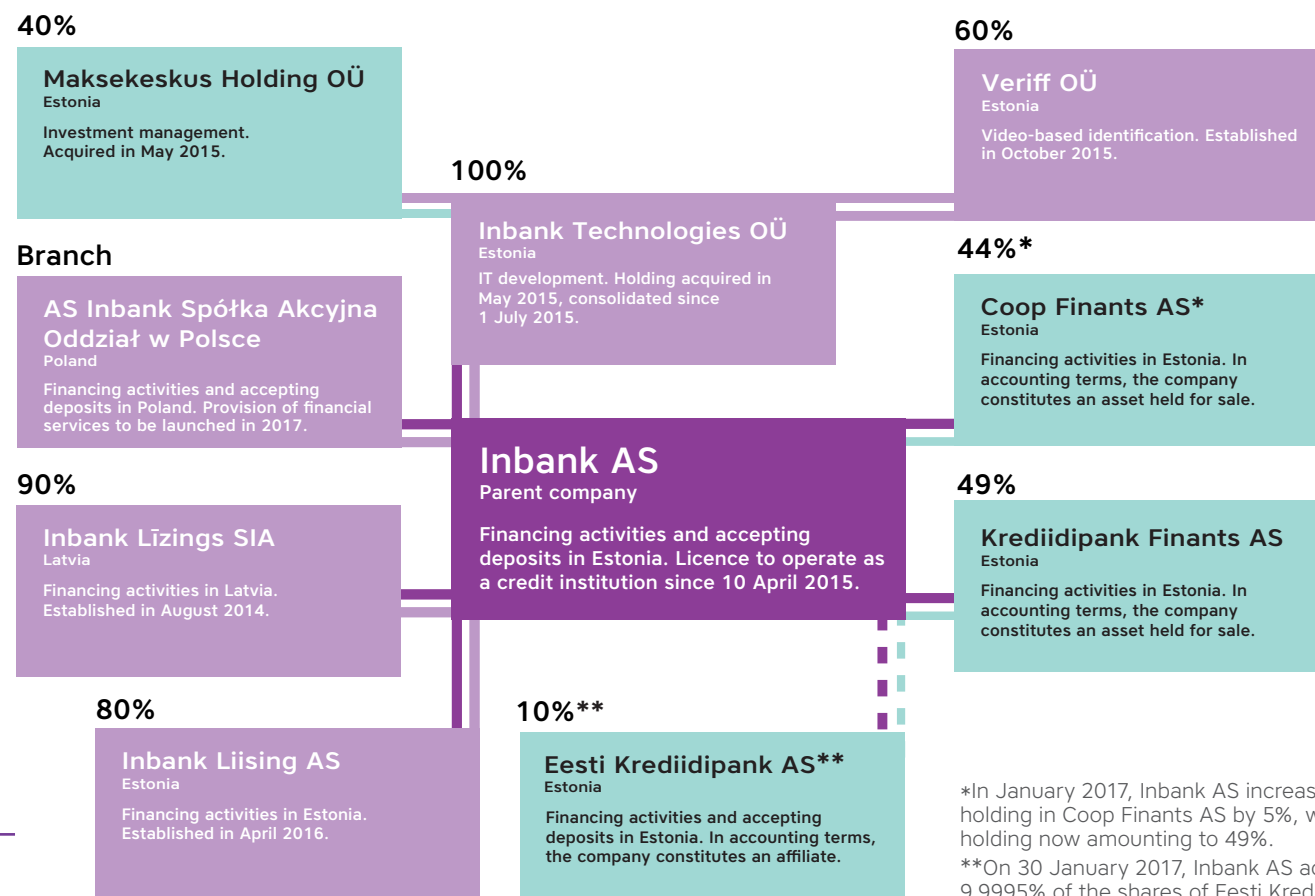 40%
Maksekeskus Holding OÜ
Estonia
Investment management.
Acquired in May 2015.
60%
Veriff OÜ
Estonia
Video-based identification. Established
in October 2015.
100%
Inbank Technologies OÜ
Estonia
IT development. Holding acquired in
May 2015, consolidated since
1 July 2015.
Branch
AS Inbank Spółka Akcyjna
Oddział w Polsce
Poland
Financing activities and accepting
deposits in Poland. Provision of financial
services to be launched in 2017.
44%*
Coop Finants AS*
Estonia
Financing activities in Estonia. In
accounting terms, the company
constitutes an asset held for sale.
Inbank AS
Parent company
Financing activities and accepting
deposits in Estonia. Licence to operate as
a credit institution since 10 April 2015.
90%
Inbank Līzings SIA
Latvia
Financing activities in Latvia.
Established in August 2014.
49%
Krediidipank Finants AS
Estonia
Financing activities in Estonia. In
accounting terms, the company
constitutes an asset held for sale.
80%
Inbank Liising AS
Estonia
Financing activities in Estonia.
Established in April 2016.
10%**
Eesti Krediidipank AS**
Estonia
Financing activities and accepting
deposits in Estonia. In accounting terms,
the company constitutes an affiliate.
*In January 2017, Inbank AS
holding in Coop Finants AS by 5%,
holding now amounting to 49%.
**On 30 January 2017, Inbank AS
9.9995% of the shares of Eesti